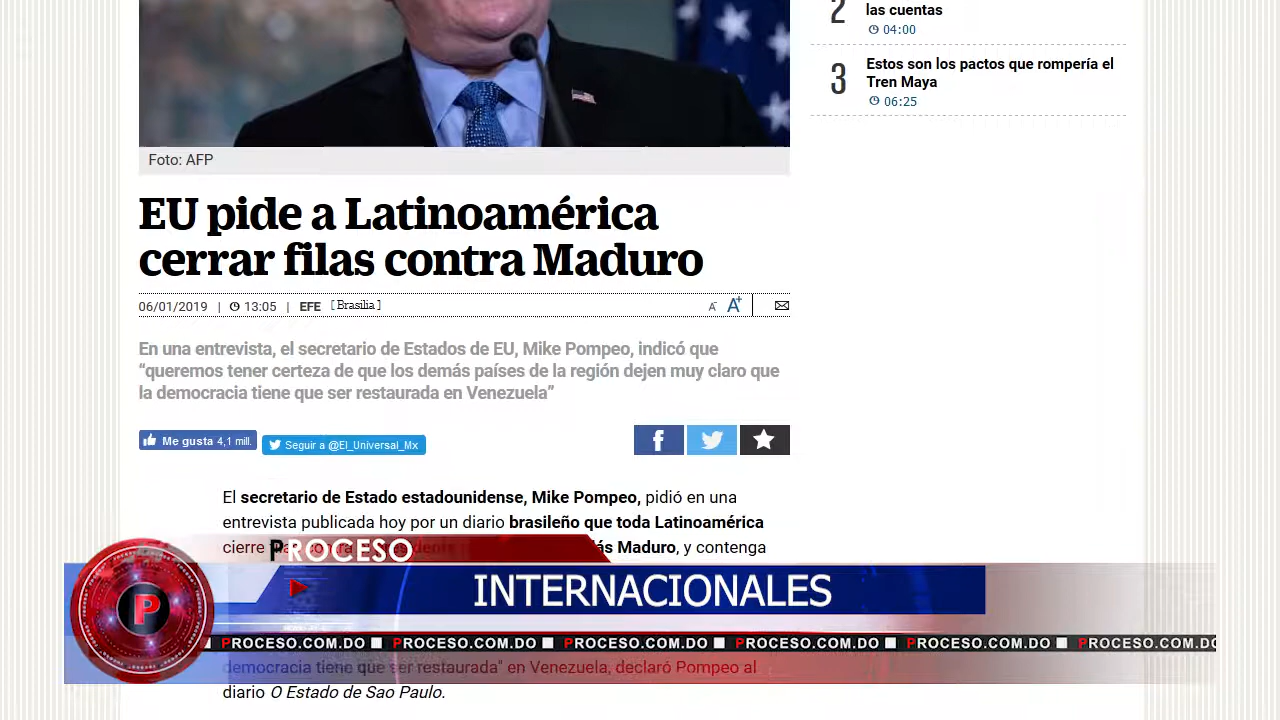 2
las cuentas
04:00
3
Estos son los pactos que rompería el
Tren Maya
06:25
Foto: AFP
EU pide a Latinoamérica
cerrar filas contra Maduro
06/01/2019 | 13:05 | EFE [ Brasilia ]
A- A+
En una entrevista, el secretario de Estados de EU, Mike Pompeo, indicó que
“queremos tener certeza de que los demás países de la región dejen muy claro que
la democracia tiene que ser restaurada en Venezuela”
Me gusta 4,1 mill.
Seguir a @El_Universal_Mx
El secretario de Estado estadounidense, Mike Pompeo, pidió en una
entrevista publicada hoy por un diario brasileño que toda Latinoamérica
cierre Maduro, y contenga
PROCESO
INTERNACIONALES
P
PROCESO.COM.DO PROCESO.COM.DO PROCESO.COM.DO PROCESO.COM.DO PROCESO.COM.DO PROCESO.COM.DO
democracia tiene que ser restaurada" en Venezuela, declaró Pompeo al
diario O Estado de Sao Paulo.